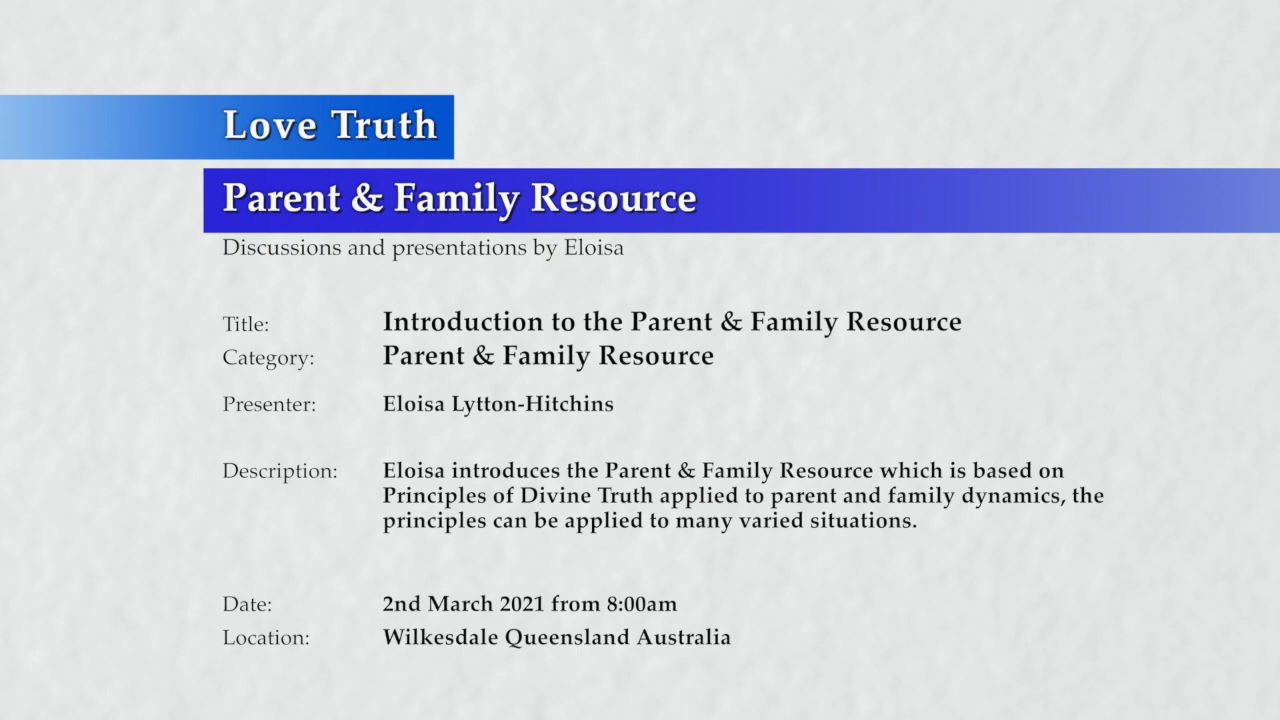 Love Truth
Parent & Family Resource
Discussions and presentations by Eloisa
Title: Introduction to the Parent & Family Resource
Category: Parent & Family Resource
Presenter: Eloisa Lytton-Hitchins
Description: Eloisa introduces the Parent & Family Resource which is based on
Principles of Divine Truth applied to parent and family dynamics, the
principles can be applied to many varied situations.
Date: 2nd March 2021 from 8:00am
Location: Wilkesdale Queensland Australia